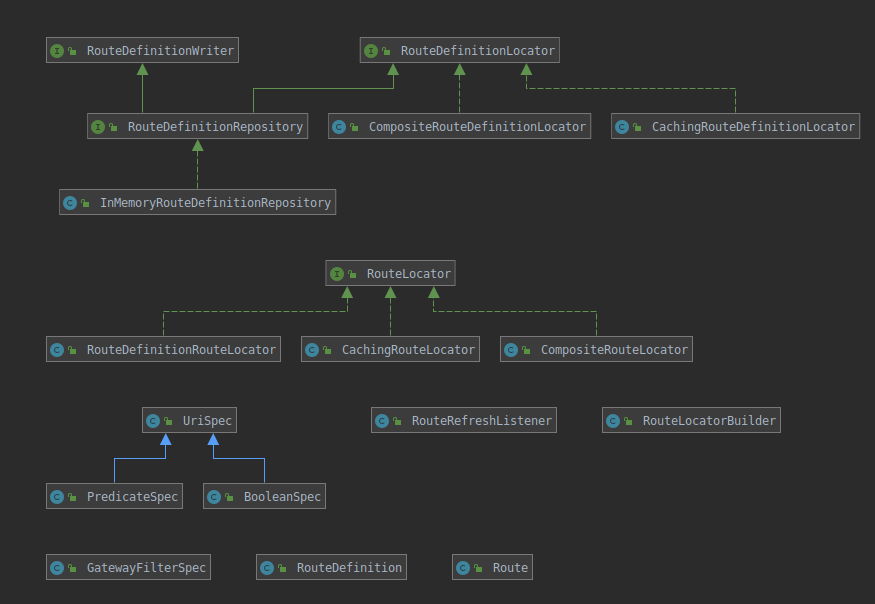 RouteDefinitionWriter
RouteDefinitionLocator
RouteDefinitionRepository
CompositeRouteDefinitionLocator
CachingRouteDefinitionLocator
InMemoryRouteDefinitionRepository
RouteLocator
RouteDefinitionRouteLocator
CachingRouteLocator
CompositeRouteLocator
UriSpec
RouteRefreshListener
RouteLocatorBuilder
PredicateSpec
BooleanSpec
GatewayFilterSpec
RouteDefinition
Route